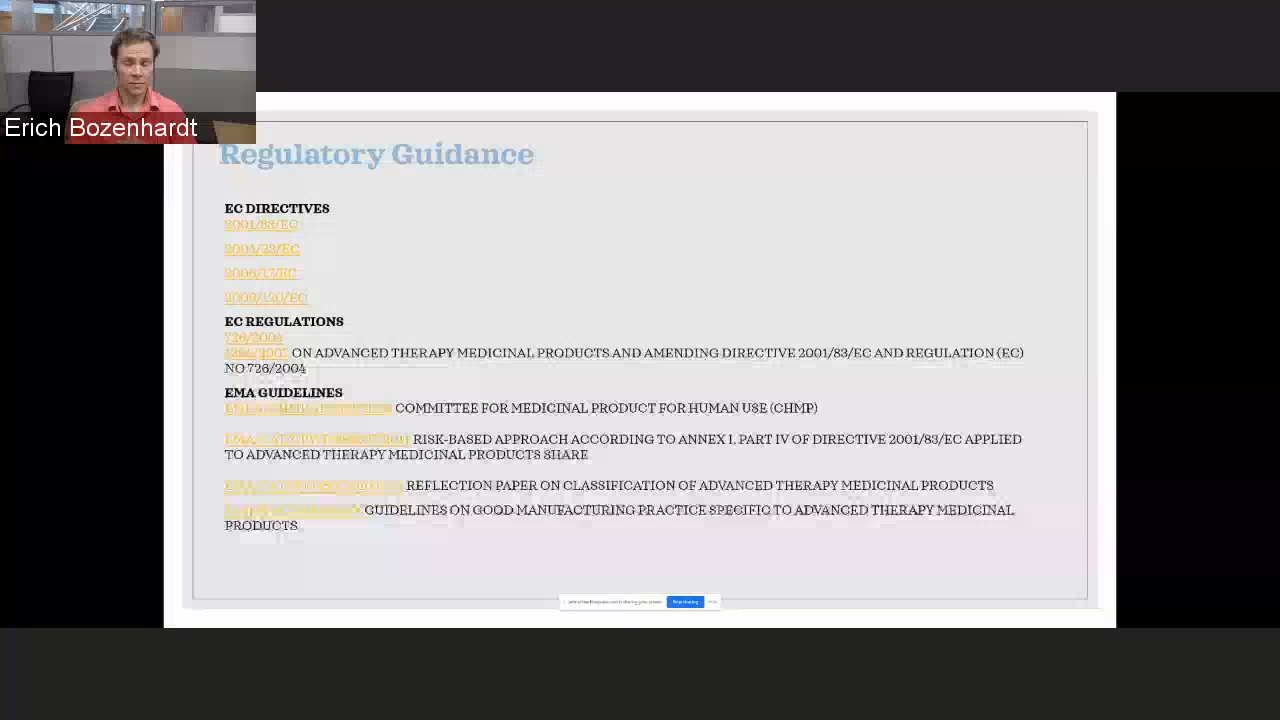 Erich Bozenhardt
Regulatory Guidance
EC DIRECTIVES
2001/83/EC
2004/23/EC
2006/17/EC
2009/120/EC
EC REGULATIONS
726/2004
ON ADVANCED THERAPY MEDICINAL PRODUCTS AND AMENDING DIRECTIVE 2001/83/EC AND REGULATION (EC)
NO 726/2004
EMA GUIDELINES
COMMITTEE FOR MEDICINAL PRODUCT FOR HUMAN USE (CHMP)
RISK-BASED APPROACH ACCORDING TO ANNEX I, PART IV OF DIRECTIVE 2001/83/EC APPLIED
TO ADVANCED THERAPY MEDICINAL PRODUCTS SHARE
REFLECTION PAPER ON CLASSIFICATION OF ADVANCED THERAPY MEDICINAL PRODUCTS
GUIDELINES ON GOOD MANUFACTURING PRACTICE SPECIFIC TO ADVANCED THERAPY MEDICINAL
PRODUCTS
Stop sharing